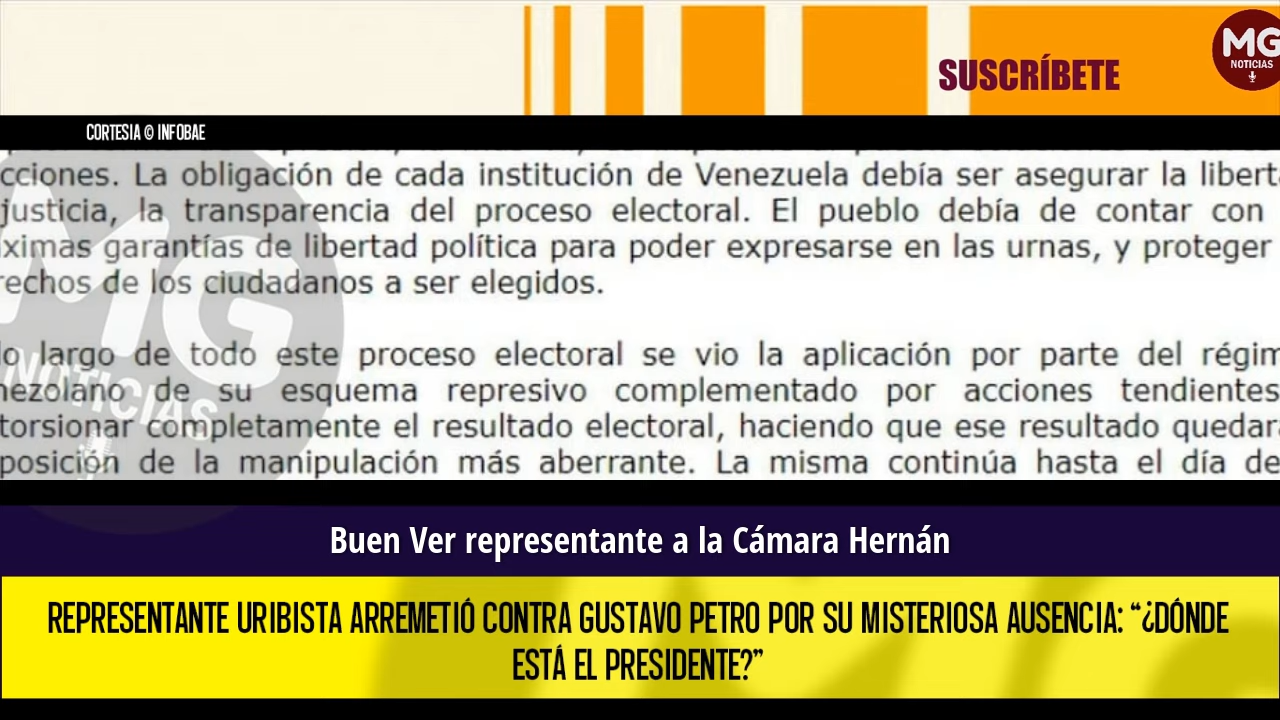 MG
NOTICIAS
SUSCRÍBETE
CORTESIA © INFOBAE
cciones. La obligación de cada institución de Venezuela debía ser asegurar la liberta
justicia, la transparencia del proceso electoral. El pueblo debía de contar con
ximas garantías de libertad política para poder expresarse en las urnas, y proteger
rechos de los ciudadanos a ser elegidos.
lo largo de todo este proceso electoral se vio la aplicación por parte del régim
nezolano de su esquema represivo complementado por acciones tendientes
torsionar completamente el resultado electoral, haciendo que ese resultado quedara
posición de la manipulación más aberrante. La misma continúa hasta el día de
MG
NOTICIAS
Buen Ver representante a la Cámara Hernán
REPRESENTANTE URIBISTA ARREMETIÓ CONTRA GUSTAVO PETRO POR SU MISTERIOSA AUSENCIA: “¿DÓNDE
ESTÁ EL PRESIDENTE?”